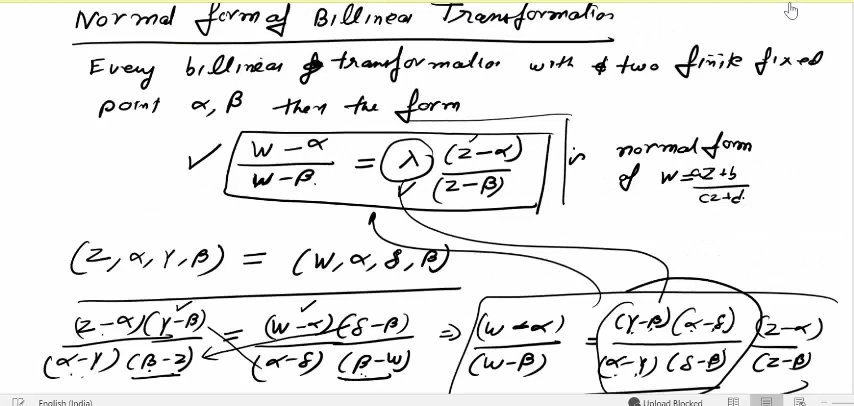 Normal form of Billinear Transformation
Every billinear transformation with two finite fixed
point α, β then the form
✓ (w-α)/(w-β) = λ (z-α)/(z-β) is normal form of w=(az+b)/(cz+d)
(z, α, γ, β) = (w, α, δ, β)
(z-α)(γ-β)/(α-γ)(β-z) = (w-α)(δ-β)/(α-δ)(β-w) ⇒ (w-α)/(w-β) = (γ-β)(α-δ)/(α-γ)(δ-β) (z-α)/(z-β)
English (India) Upload Blocked